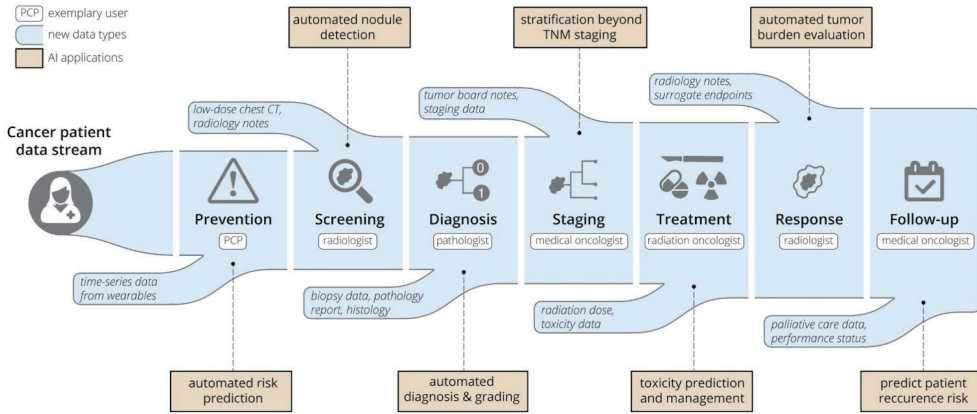 PCP exemplary user
new data types
AI applications
automated nodule
detection
stratification beyond
TNM staging
automated tumor
burden evaluation
low-dose chest CT,
radiology notes
tumor board notes,
staging data
radiology notes,
surrogate endpoints
Cancer patient
data stream
0
1
Prevention
PCP
Screening
radiologist
Diagnosis
pathologist
Staging
medical oncologist
Treatment
radiation oncologist
Response
radiologist
Follow-up
medical oncologist
time-series data
from wearables
biopsy data, pathology
report, histology
radiation dose,
toxicity data
palliative care data,
performance status
automated risk
prediction
automated
diagnosis & grading
toxicity prediction
and management
predict patient
reccurence risk